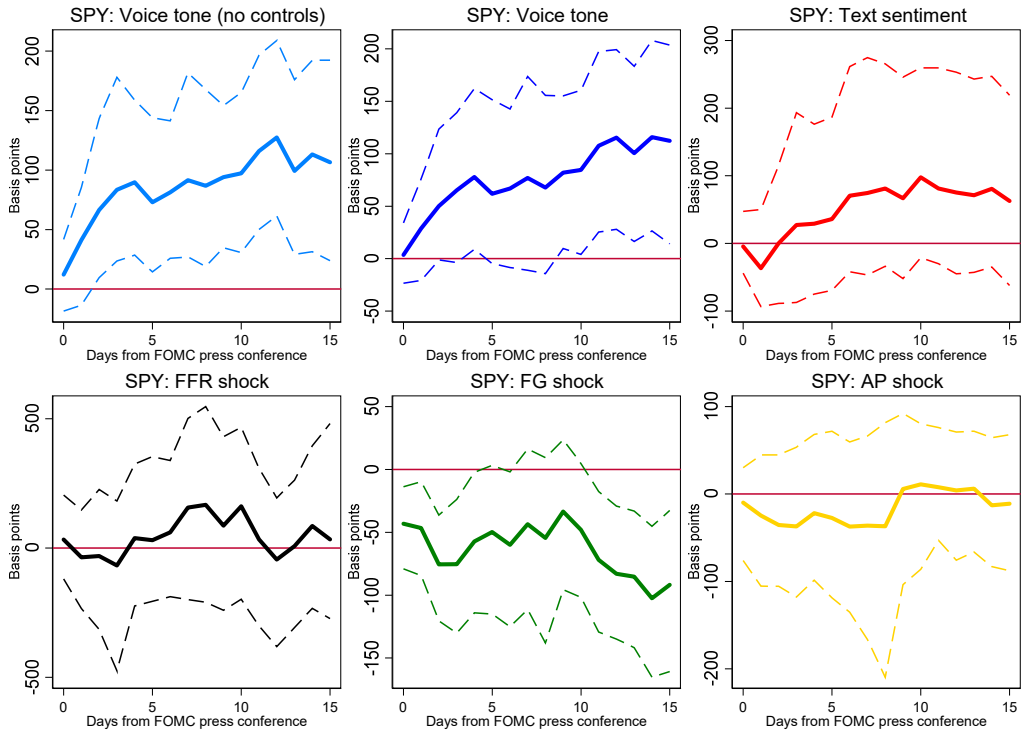 SPY: Voice tone (no controls)
Basis points
200
150
100
50
0
0
5
10
15
Days from FOMC press conference
SPY: Voice tone
Basis points
200
150
100
50
0
-50
0
5
10
15
Days from FOMC press conference
SPY: Text sentiment
Basis points
300
200
100
0
-100
0
5
10
15
Days from FOMC press conference
SPY: FFR shock
Basis points
500
0
-500
0
5
10
15
Days from FOMC press conference
SPY: FG shock
Basis points
50
0
-50
-100
-150
0
5
10
15
Days from FOMC press conference
SPY: AP shock
Basis points
100
0
-100
-200
0
5
10
15
Days from FOMC press conference